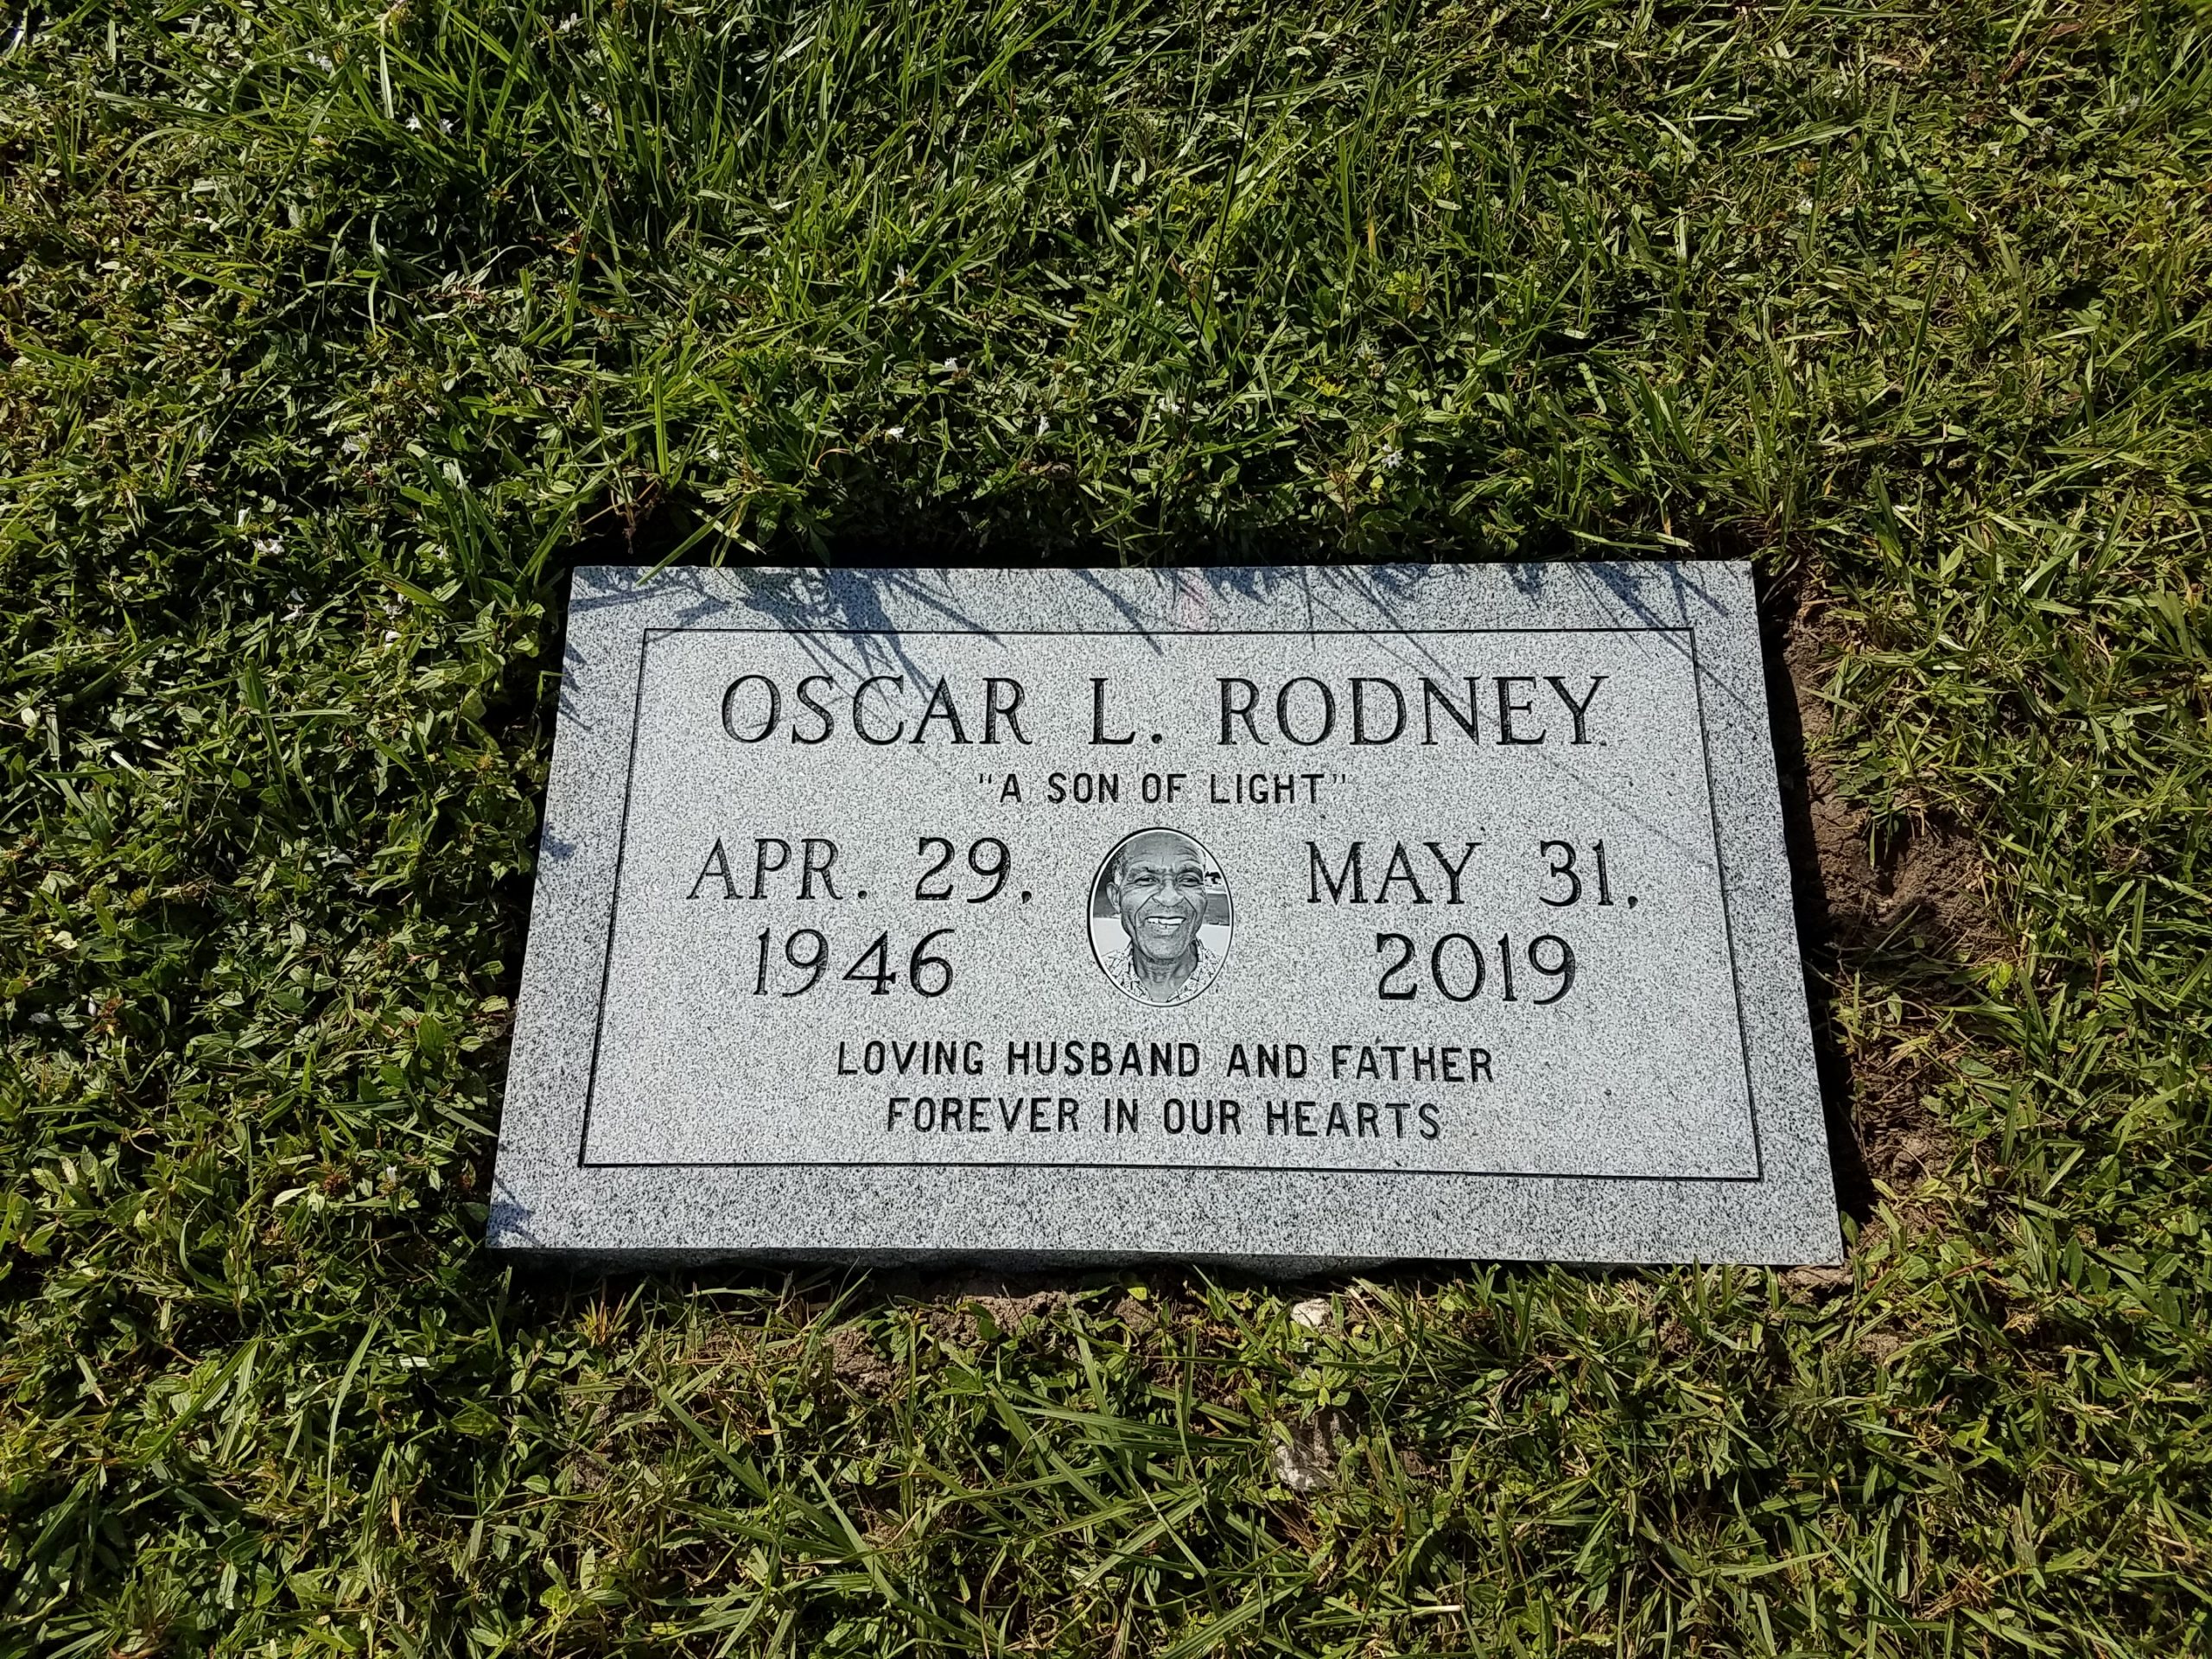 OSCAR L. RODNEY
"A SON OF LIGHT"
APR. 29, MAY 31,
1946 2019
LOVING HUSBAND AND FATHER
FOREVER IN OUR HEARTS